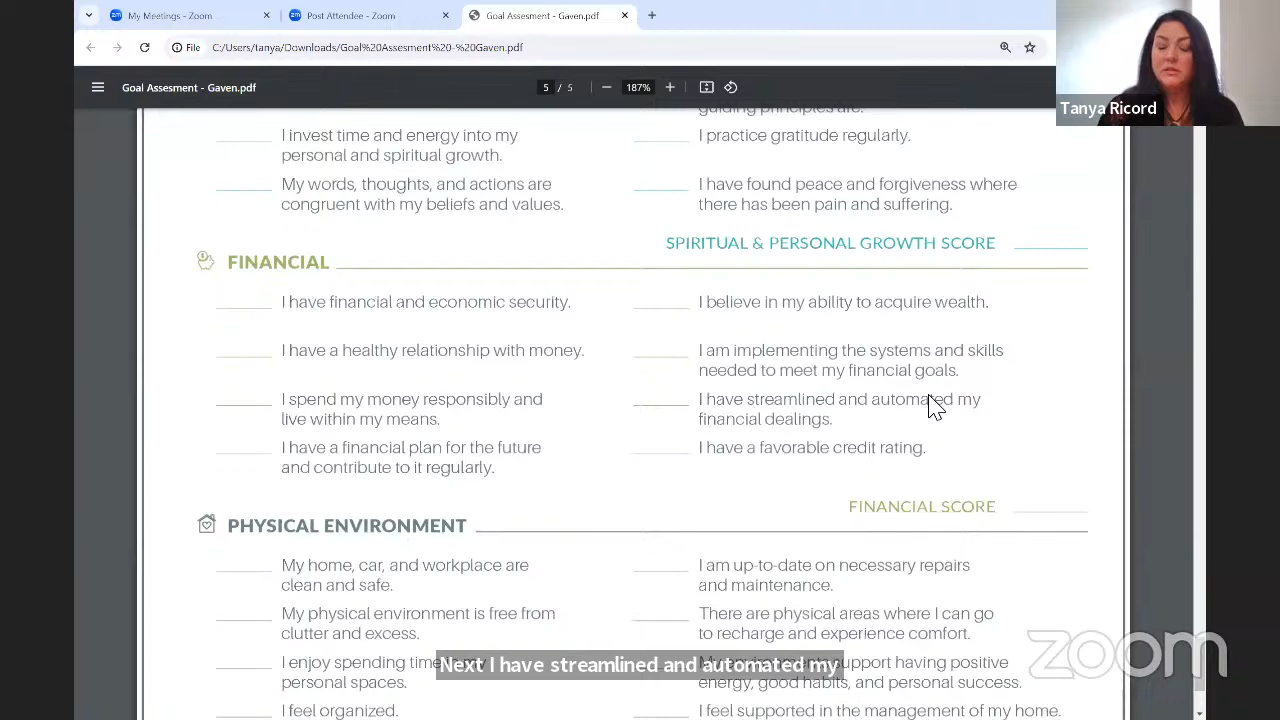 My Meetings - Zoom
Post Attendee - Zoom
Goal Assesment - Gaven.pdf
File
C:/Users/tanya/Downloads/Goal%20Assesment%20-%20Gaven.pdf
Goal Assesment - Gaven.pdf
5 / 5
187%
Tanya Ricord
guiding principles are.
I invest time and energy into my
personal and spiritual growth.
I practice gratitude regularly.
My words, thoughts, and actions are
congruent with my beliefs and values.
I have found peace and forgiveness where
there has been pain and suffering.
SPIRITUAL & PERSONAL GROWTH SCORE
FINANCIAL
I have financial and economic security.
I believe in my ability to acquire wealth.
I have a healthy relationship with money.
I am implementing the systems and skills
needed to meet my financial goals.
I spend my money responsibly and
live within my means.
I have streamlined and automated my
financial dealings.
I have a financial plan for the future
and contribute to it regularly.
I have a favorable credit rating.
FINANCIAL SCORE
PHYSICAL ENVIRONMENT
My home, car, and workplace are
clean and safe.
I am up-to-date on necessary repairs
and maintenance.
My physical environment is free from
clutter and excess.
There are physical areas where I can go
to recharge and experience comfort.
I enjoy spending time
personal space.
support having positive
energy, good habits, and personal success.
Next I have streamlined and automated my
I feel organized.
I feel supported in the management of my home.
zoom